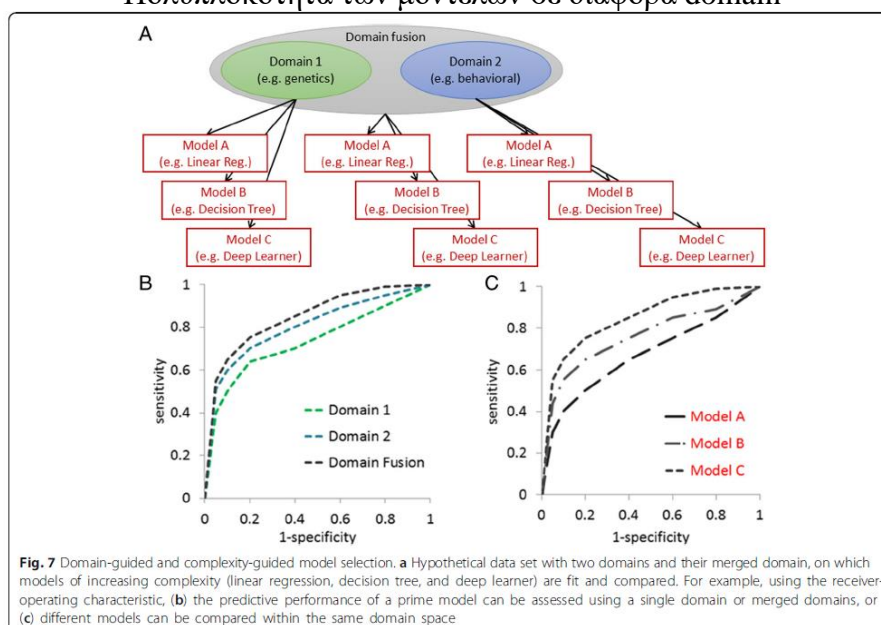 Πολυπλοκότητα των μοντέλων σε διάφορα domain
A
Domain fusion
Domain 1
(e.g. genetics)
Domain 2
(e.g. behavioral)
Model A
(e.g. Linear Reg.)
Model A
(e.g. Linear Reg.)
Model A
(e.g. Linear Reg.)
Model B
(e.g. Decision Tree)
Model B
(e.g. Decision Tree)
Model B
(e.g. Decision Tree)
Model C
(e.g. Deep Learner)
Model C
(e.g. Deep Learner)
Model C
(e.g. Deep Learner)
B
1
0.8
0.6
0.4
0.2
0
sensitivity
Domain 1
Domain 2
Domain Fusion
0 0.2 0.4 0.6 0.8 1
1-specificity
C
1
0.8
0.6
0.4
0.2
0
sensitivity
Model A
Model B
Model C
0 0.2 0.4 0.6 0.8 1
1-specificity
Fig. 7 Domain-guided and complexity-guided model selection. a Hypothetical data set with two domains and their merged domain, on which
models of increasing complexity (linear regression, decision tree, and deep learner) are fit and compared. For example, using the receiver-
operating characteristic, (b) the predictive performance of a prime model can be assessed using a single domain or merged domains, or
(c) different models can be compared within the same domain space